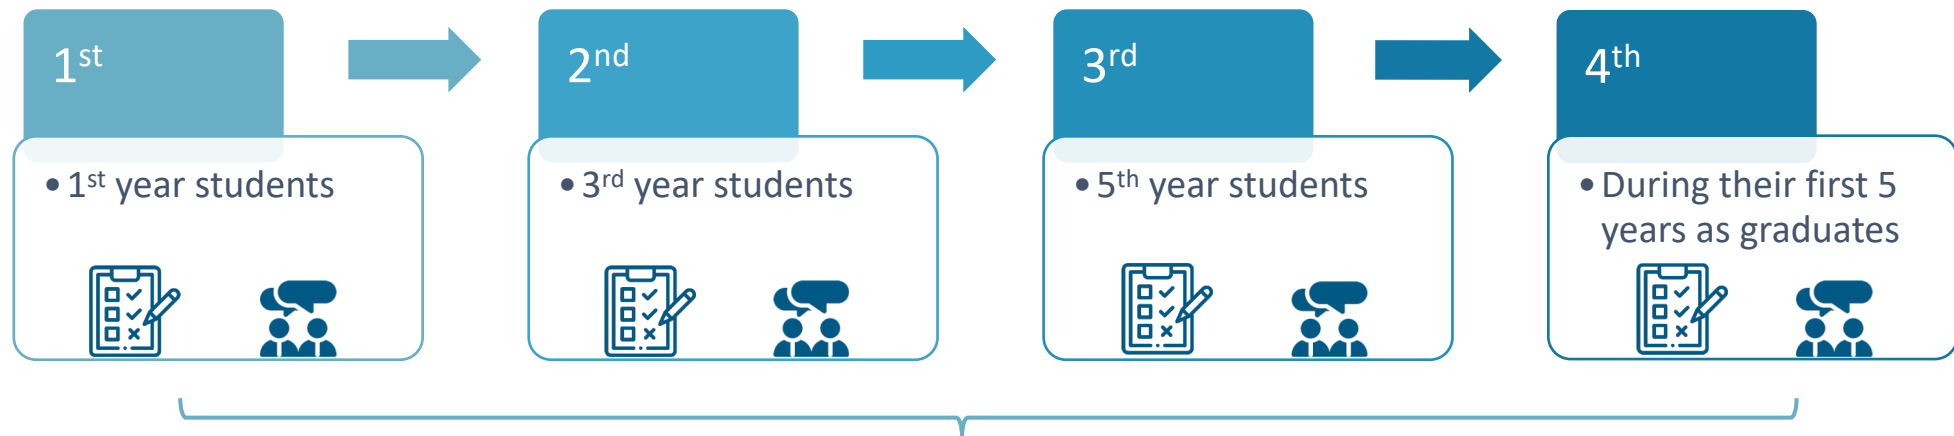 1st
2nd
3rd
4th
• 1st year students
• 3rd year students
• 5th year students
• During their first 5
years as graduates